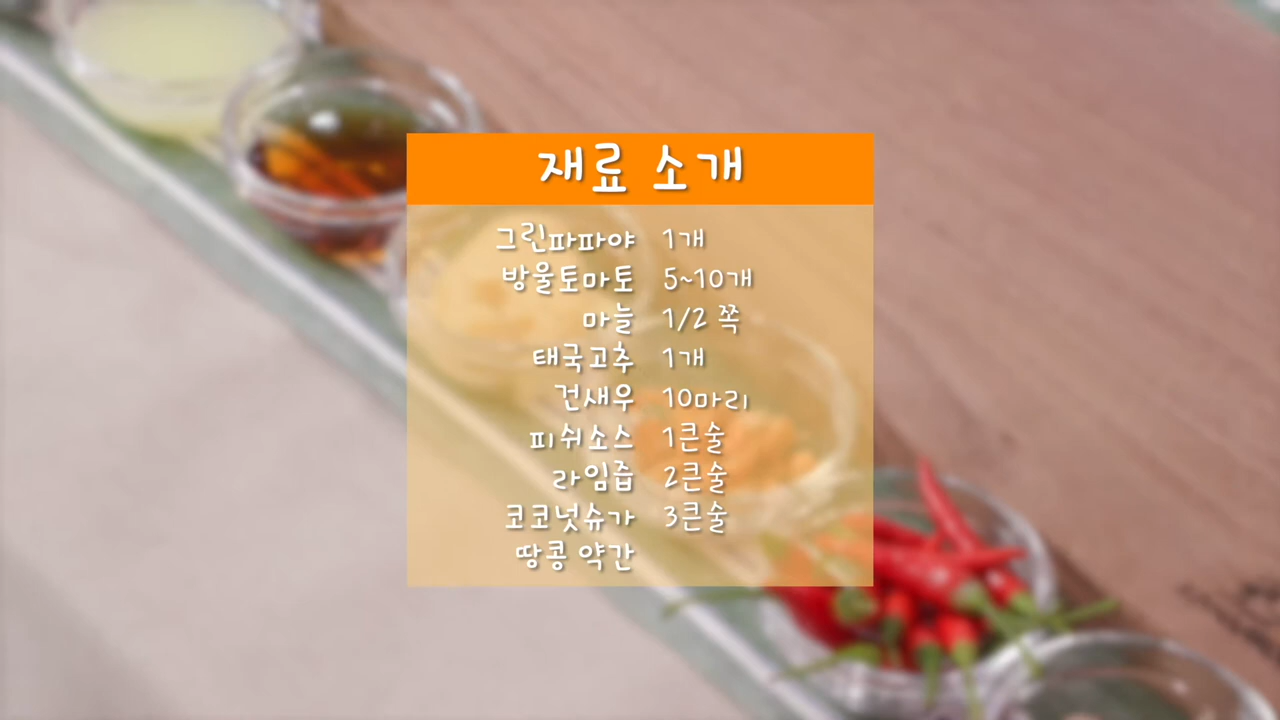 재료 소개
그린파파야 1개
방울토마토 5~10개
마늘 1/2 쪽
태국고추 1개
건새우 10마리
피쉬소스 1큰술
라임즙 2큰술
코코넛슈가 3큰술
땅콩 약간